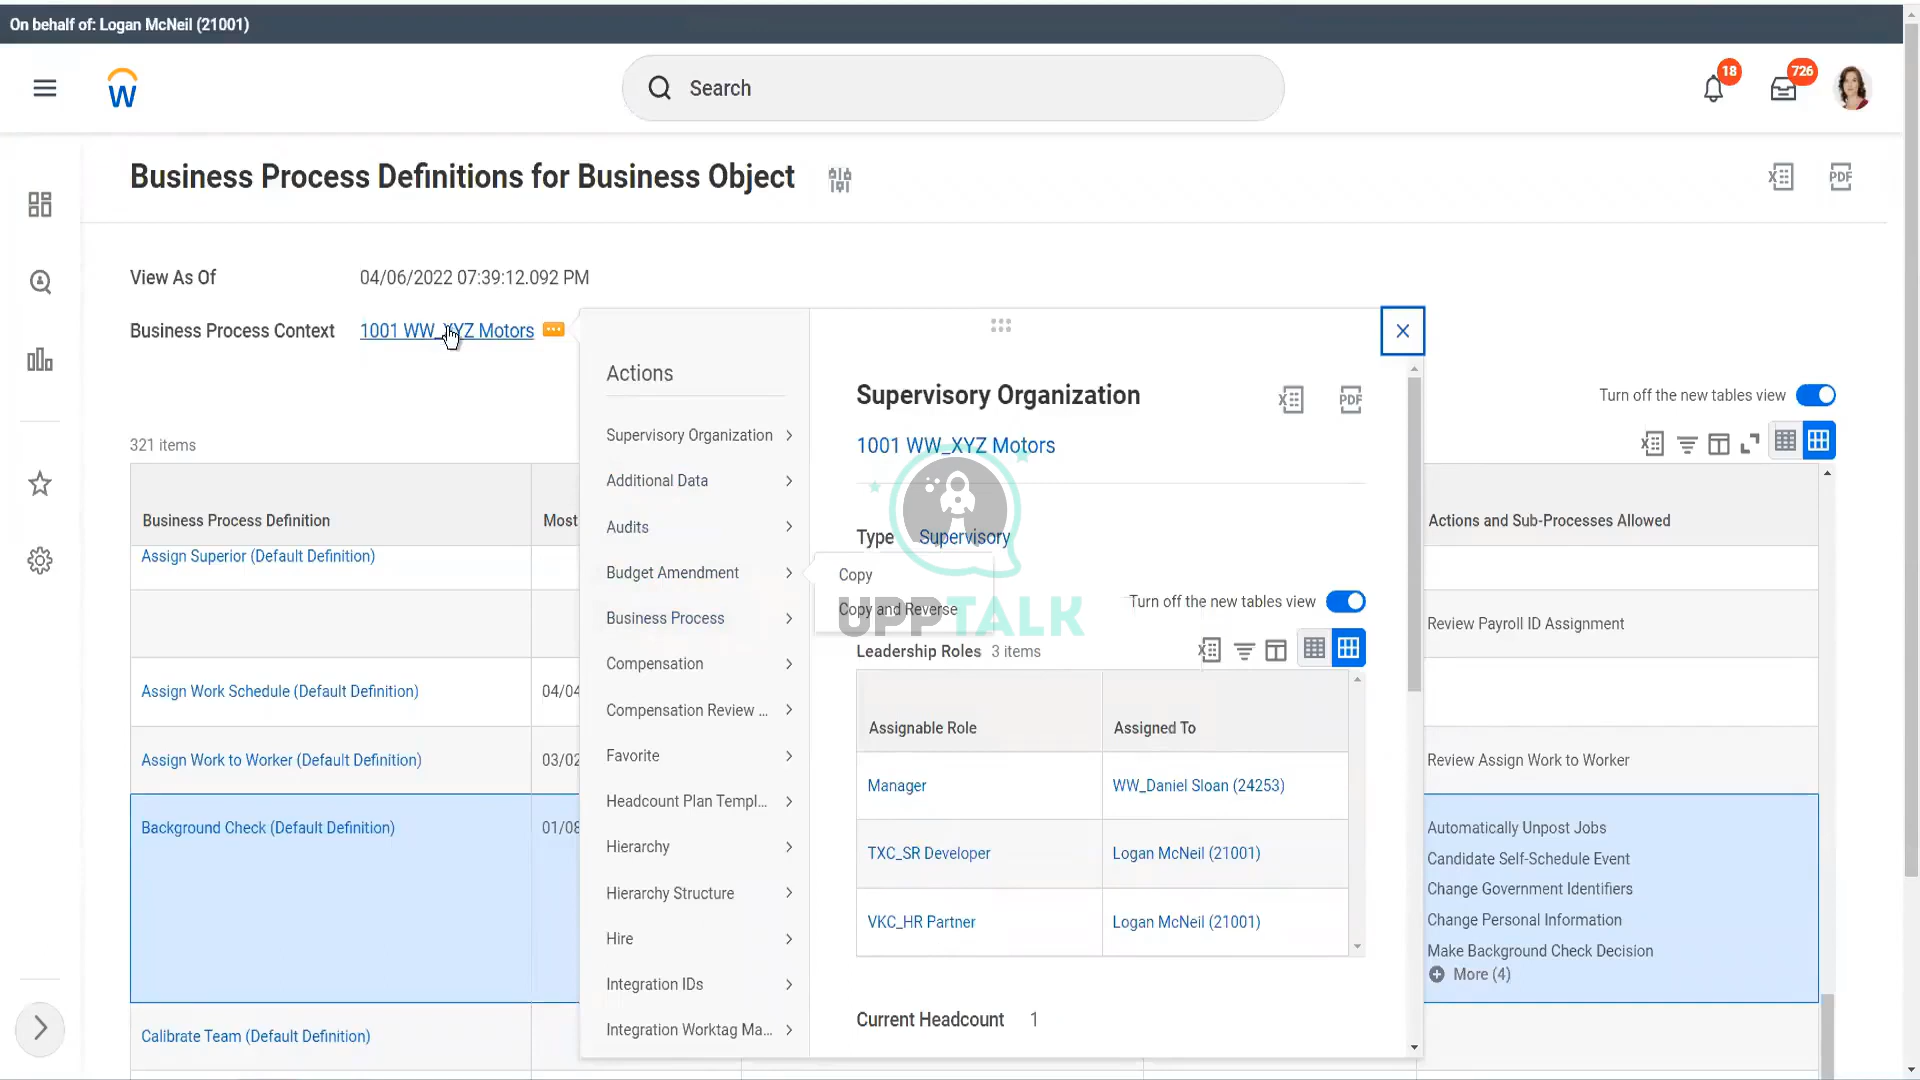 On behalf of: Logan McNeil (21001)
W
Search
18
726
Business Process Definitions for Business Object
X
PDF
View As Of 04/06/2022 07:39:12.092 PM
Business Process Context 1001 WW_XYZ Motors
Turn off the new tables view
321 items
Business Process Definition
Most
Actions and Sub-Processes Allowed
Assign Superior (Default Definition)
Review Payroll ID Assignment
Assign Work Schedule (Default Definition) 04/04
Assign Work to Worker (Default Definition) 03/02
Review Assign Work to Worker
Background Check (Default Definition) 01/08
Automatically Unpost Jobs
Candidate Self-Schedule Event
Change Government Identifiers
Change Personal Information
Make Background Check Decision
More (4)
Calibrate Team (Default Definition)
Actions
Supervisory Organization
Additional Data
Audits
Budget Amendment
Business Process
Compensation
Compensation Review ...
Favorite
Headcount Plan Templ...
Hierarchy
Hierarchy Structure
Hire
Integration IDs
Integration Worktag Ma...
Copy
Copy and Reverse
Supervisory Organization
X
PDF
1001 WW_XYZ Motors
Type Supervisory
UPPTALK
Turn off the new tables view
Leadership Roles 3 items
Assignable Role Assigned To
Manager WW_Daniel Sloan (24253)
TXC_SR Developer Logan McNeil (21001)
VKC_HR Partner Logan McNeil (21001)
Current Headcount 1